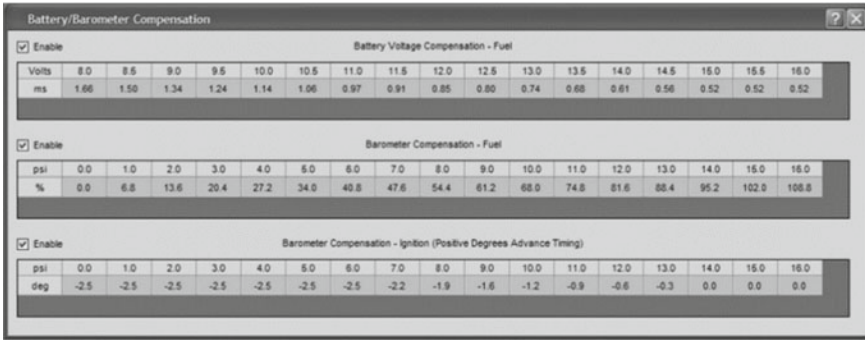 Battery/Barometer Compensation
Enable Battery Voltage Compensation - Fuel
Volts 8.0 8.5 9.0 9.5 10.0 10.5 11.0 11.5 12.0 12.5 13.0 13.5 14.0 14.5 15.0 15.5 16.0
ms 1.66 1.50 1.34 1.24 1.14 1.06 0.97 0.91 0.85 0.80 0.74 0.68 0.61 0.56 0.52 0.52 0.52
Enable Barometer Compensation - Fuel
psi 0.0 1.0 2.0 3.0 4.0 5.0 6.0 7.0 8.0 9.0 10.0 11.0 12.0 13.0 14.0 15.0 16.0
% 0.0 6.8 13.6 20.4 27.2 34.0 40.8 47.6 54.4 61.2 68.0 74.8 81.6 88.4 95.2 102.0 108.8
Enable Barometer Compensation - Ignition (Positive Degrees Advance Timing)
psi 0.0 1.0 2.0 3.0 4.0 5.0 6.0 7.0 8.0 9.0 10.0 11.0 12.0 13.0 14.0 15.0 16.0
deg -2.5 -2.5 -2.5 -2.5 -2.5 -2.5 -2.5 -2.2 -1.9 -1.6 -1.2 -0.9 -0.6 -0.3 0.0 0.0 0.0